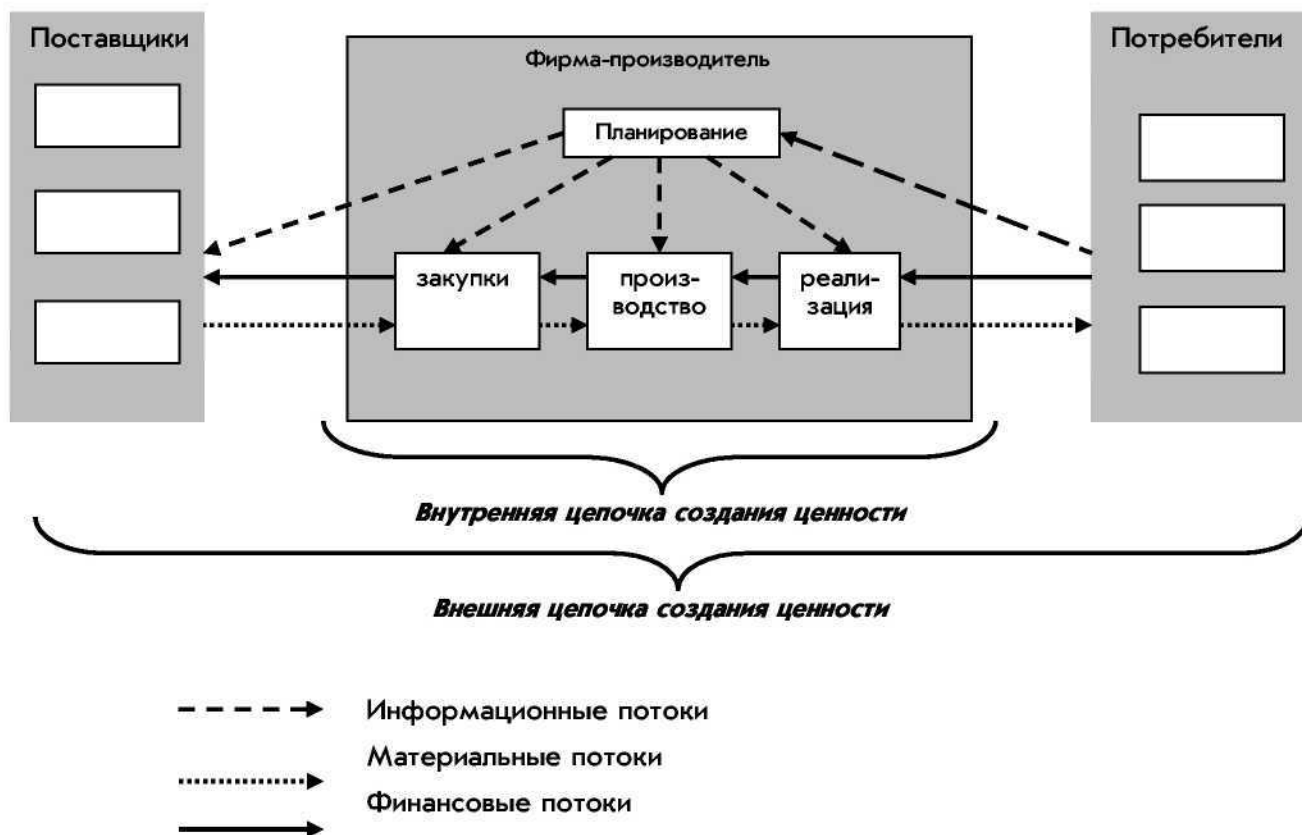 Поставщики
Фирма-производитель
Потребители
Планирование
закупки
произ-
водство
реали-
зация
Внутренняя цепочка создания ценности
Внешняя цепочка создания ценности
Информационные потоки
Материальные потоки
Финансовые потоки